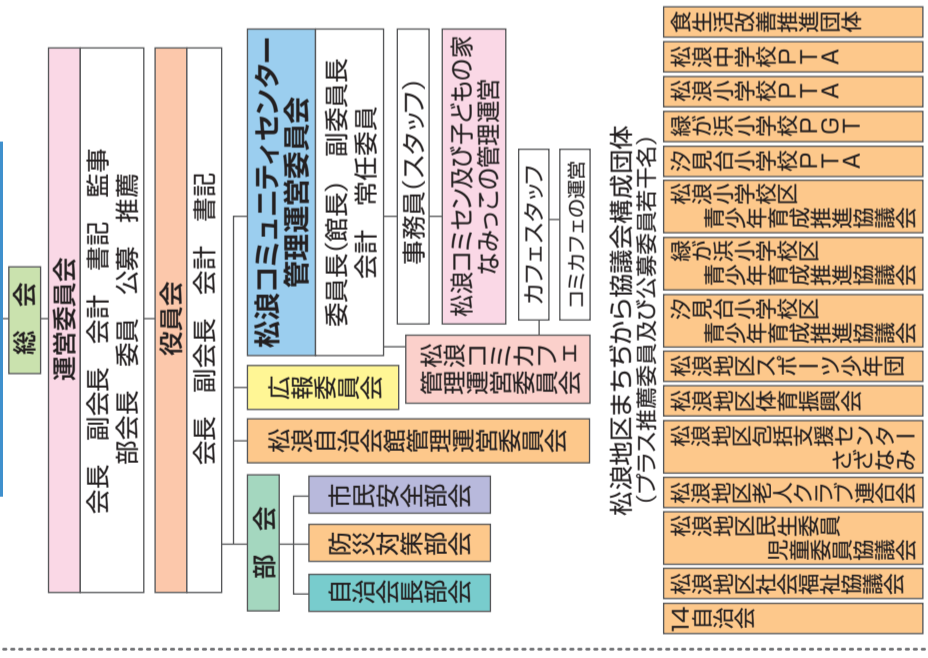 総　会
運営委員会
会長　副会長　会計　書記　監事
部会長　委員　公募　推薦
役員会
会長　副会長　会計　書記
部　会
自治会長部会
防災対策部会
市民安全部会
松浪自治会館管理運営委員会
広報委員会
松浪コミュニティセンター
管理運営委員会
委員長（館長）　副委員長
会計　常任委員
事務員（スタッフ）
松浪コミセン及び子どもの家
なみっこの管理運営
松浪コミカフェ
管理運営委員会
カフェスタッフ
コミカフェの運営
松浪地区まちぢから協議会構成団体
（プラス推薦委員及び公募委員若干名）
14自治会
松浪地区社会福祉協議会
松浪地区民生委員
児童委員協議会
松浪地区老人クラブ連合会
松浪地区包括支援センター
さざなみ
松浪地区体育振興会
松浪地区スポーツ少年団
汐見台小学校区
青少年育成推進協議会
緑が浜小学校区
青少年育成推進協議会
松浪小学校区
青少年育成推進協議会
汐見台小学校ＰＴＡ
緑が浜小学校ＰＧＴ
松浪小学校ＰＴＡ
松浪中学校ＰＴＡ
食生活改善推進団体